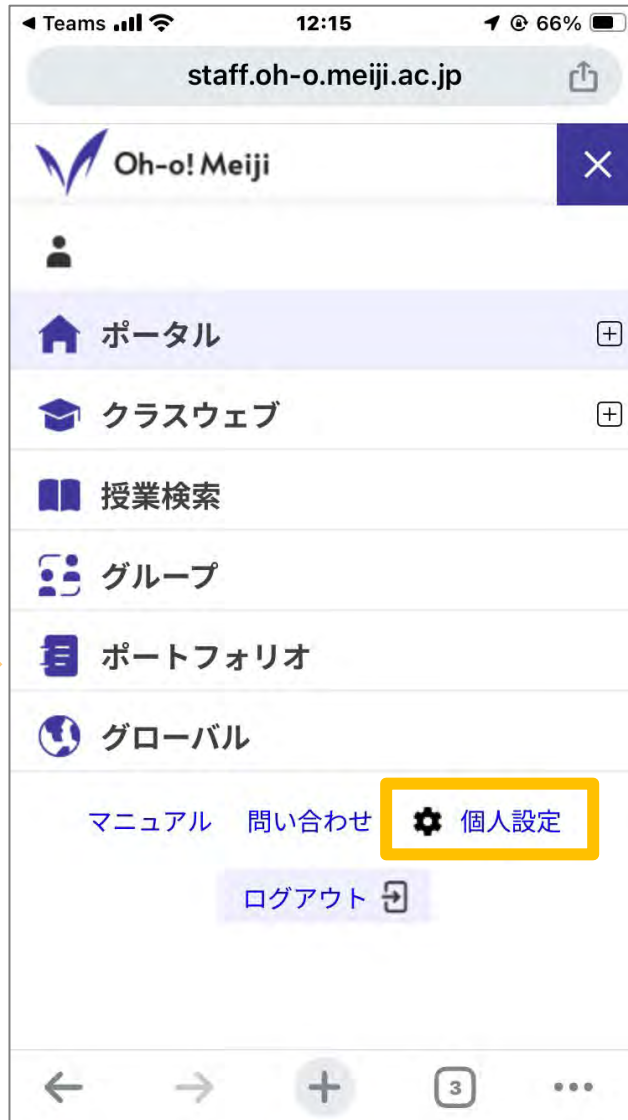 ◀ Teams 12:15 66%
staff.oh-o.meiji.ac.jp
Oh-o! Meiji
ポータル
クラスウェブ
授業検索
グループ
ポートフォリオ
グローバル
マニュアル 問い合わせ 個人設定
ログアウト
3